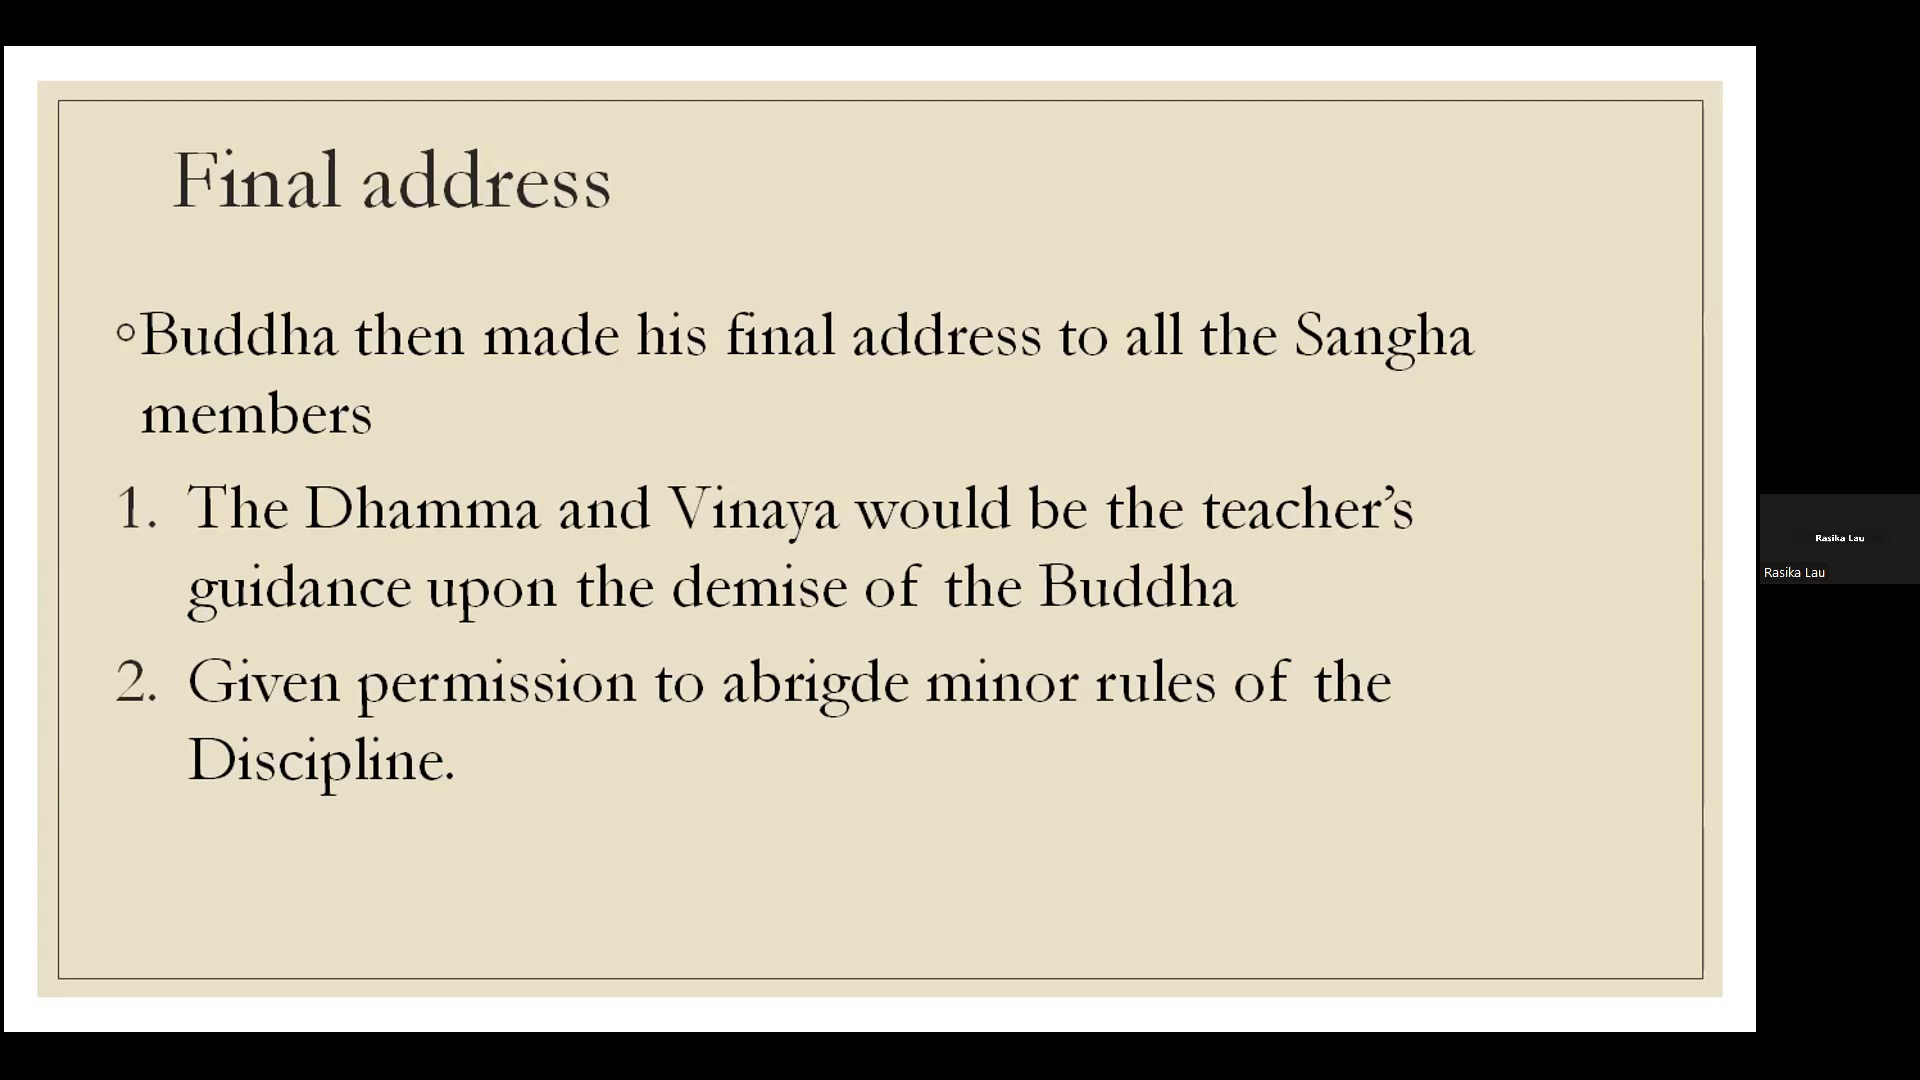 Final address
◦Buddha then made his final address to all the Sangha
members
1. The Dhamma and Vinaya would be the teacher’s
guidance upon the demise of the Buddha
2. Given permission to abrigde minor rules of the
Discipline.
Rasika Lau
Rasika Lau